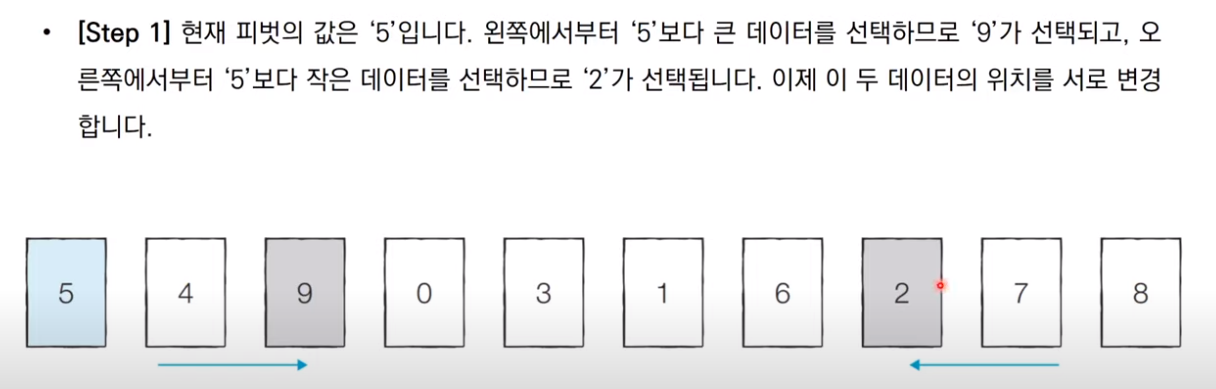 • [Step 1] 현재 피벗의 값은 ‘5’입니다. 왼쪽에서부터 ‘5’보다 큰 데이터를 선택하므로 ‘9’가 선택되고, 오
른쪽에서부터 ‘5’보다 작은 데이터를 선택하므로 ‘2’가 선택됩니다. 이제 이 두 데이터의 위치를 서로 변경
합니다.
5 4 9 0 3 1 6 2 7 8